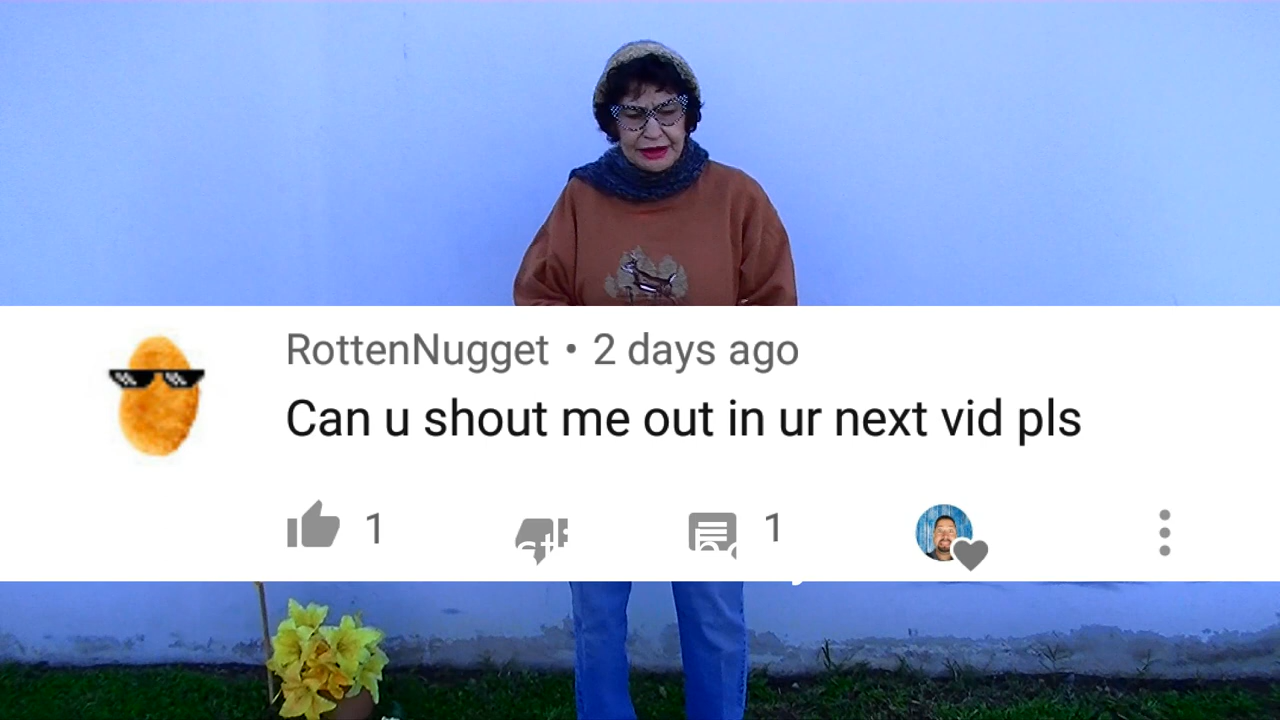 RottenNugget • 2 days ago
Can u shout me out in ur next vid pls
1
1